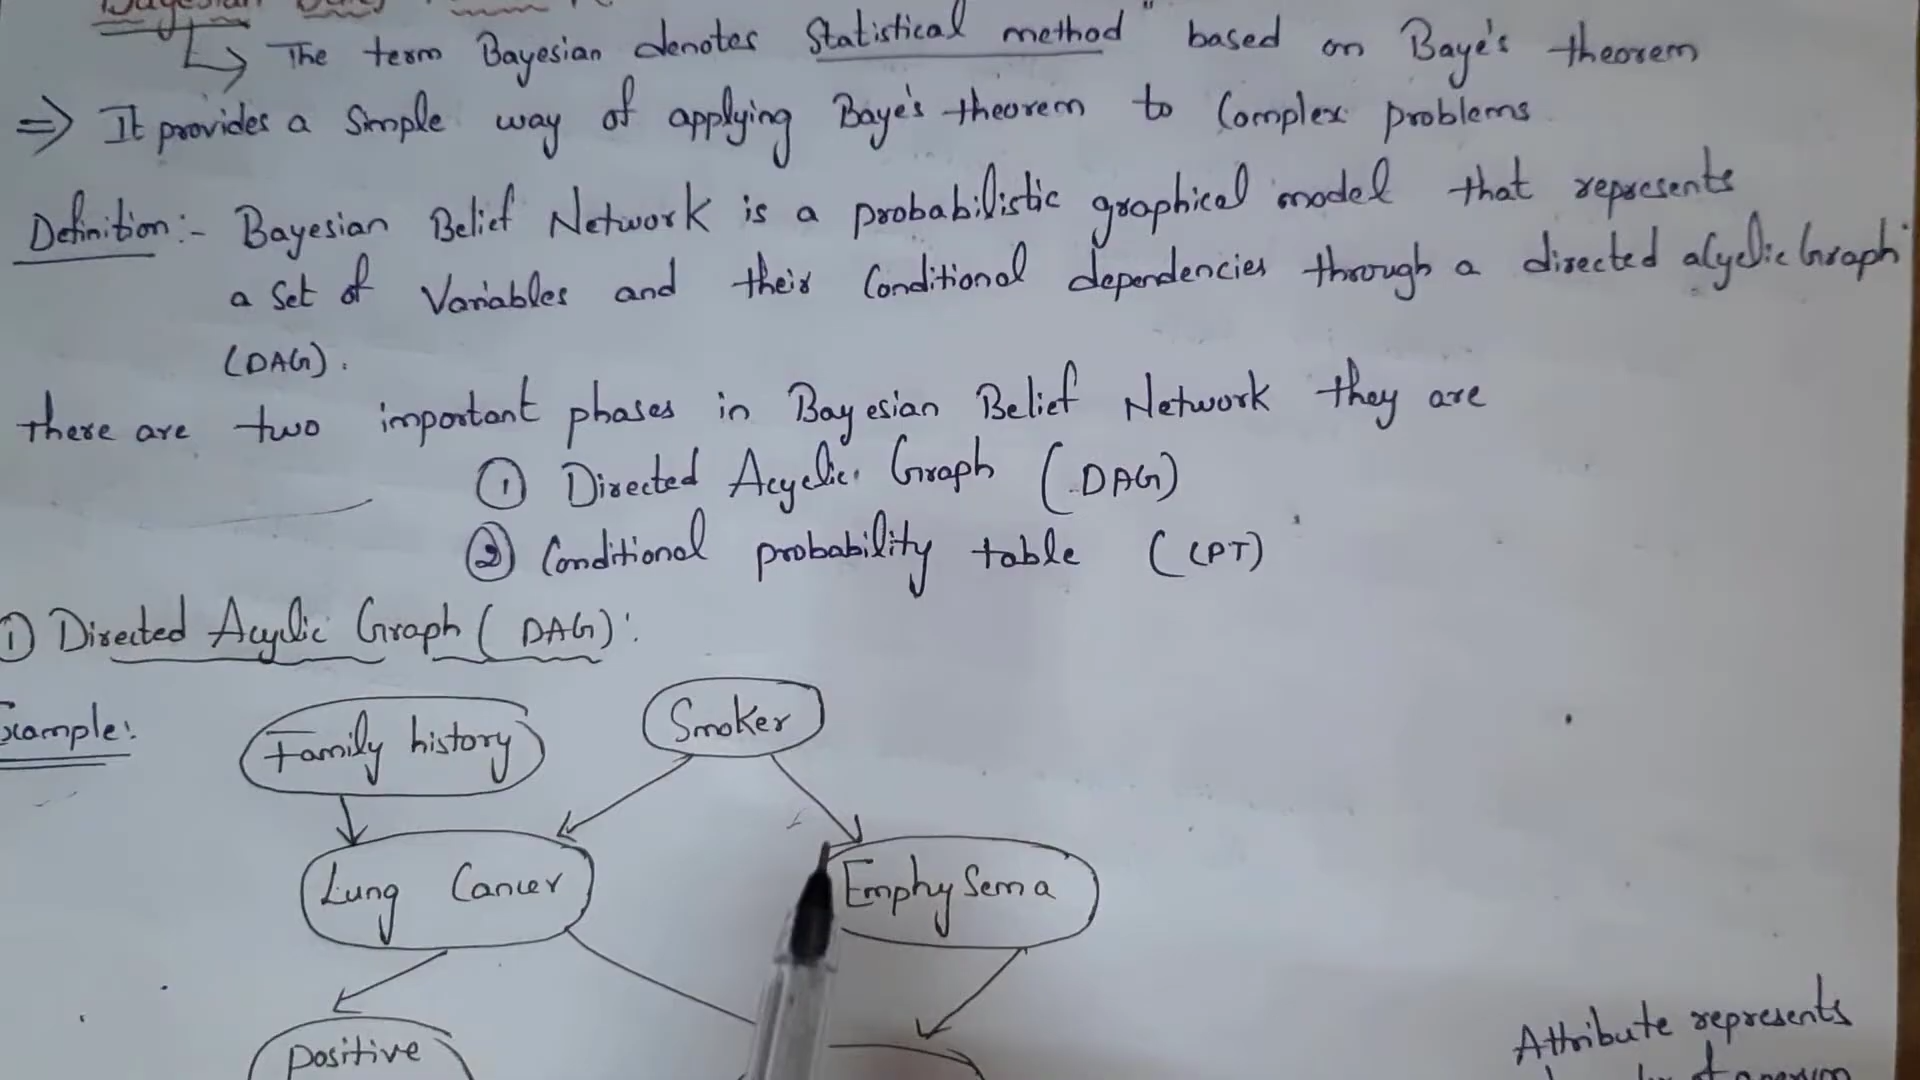 The term Bayesian denotes Statistical method" based on Baye's theorem
=> It provides a Simple way of applying Baye's theorem to Complex problems
Definition:- Bayesian Belief Network is a probabilistic graphical model that represents
a Set of Variables and their Conditional dependencies through a directed acyclic Graph
(DAG).
there are two important phases in Bayesian Belief Network they are
① Directed Acyclic Graph (DAG)
② Conditional probability table (CPT)
① Directed Acyclic Graph (DAG):
Example:
Family history
Smoker
Lung Cancer
Emphysema
positive
Attribute represents